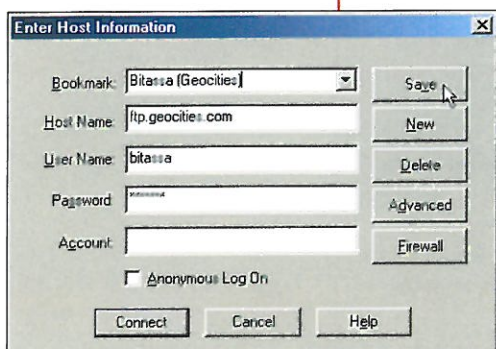 Enter Host Information
Bookmark: Bitassa (Geocities)
Save
Host Name: ftp.geocities.com
New
User Name: bitassa
Delete
Password: *******
Advanced
Account:
Firewall
Anonymous Log On
Connect Cancel Help